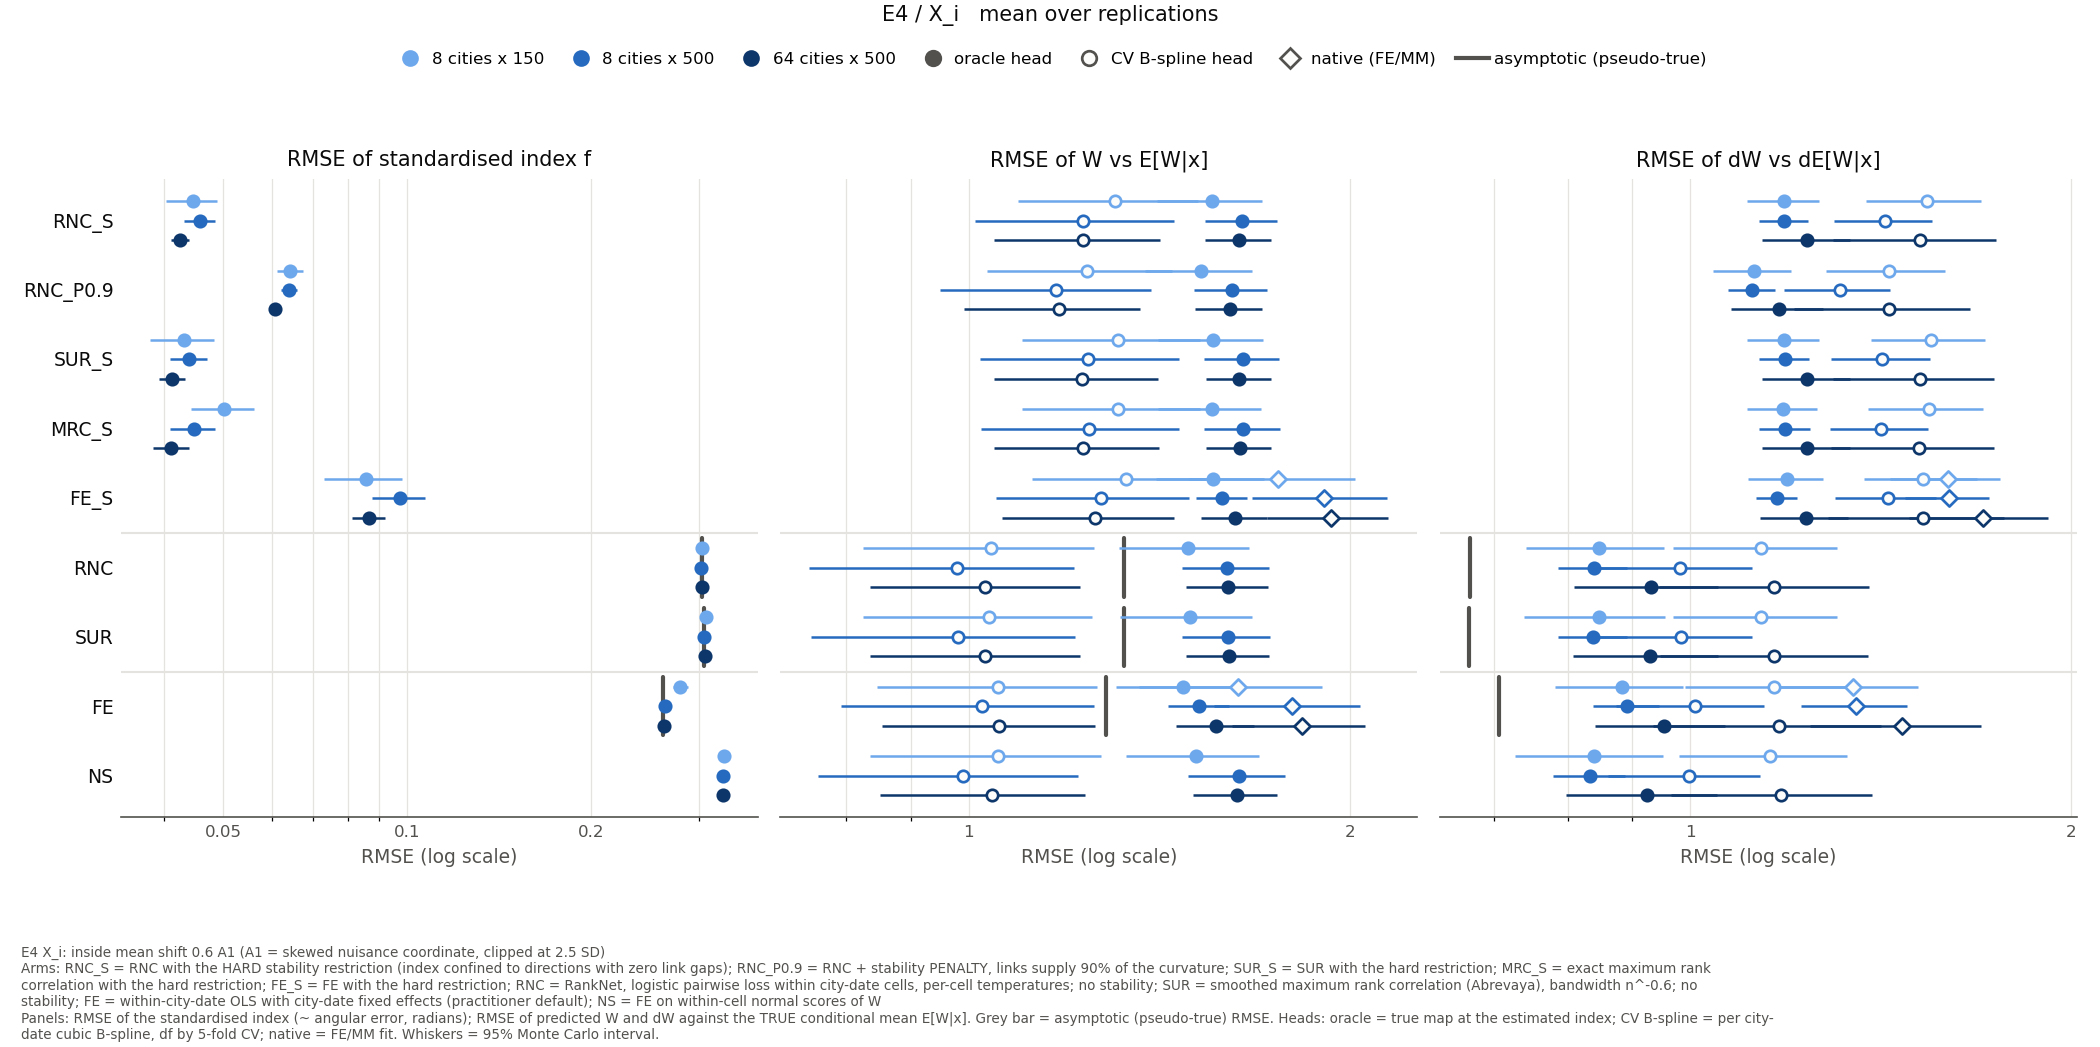 E4 / X_i   mean over replications
8 cities x 150   8 cities x 500   64 cities x 500   oracle head   CV B-spline head   native (FE/MM)   asymptotic (pseudo-true)
RMSE of standardised index f   RMSE of W vs E[W|x]   RMSE of dW vs dE[W|x]
RNC_S
RNC_P0.9
SUR_S
MRC_S
FE_S
RNC
SUR
FE
NS
0.05   0.1   0.2   1   2   1   2
RMSE (log scale)   RMSE (log scale)   RMSE (log scale)
E4 X_i: inside mean shift 0.6 A1 (A1 = skewed nuisance coordinate, clipped at 2.5 SD)
Arms: RNC_S = RNC with the HARD stability restriction (index confined to directions with zero link gaps); RNC_P0.9 = RNC + stability PENALTY, links supply 90% of the curvature; SUR_S = SUR with the hard restriction; MRC_S = exact maximum rank
correlation with the hard restriction; FE_S = FE with the hard restriction; RNC = RankNet, logistic pairwise loss within city-date cells, per-cell temperatures; no stability; SUR = smoothed maximum rank correlation (Abrevaya), bandwidth n^-0.6; no
stability; FE = within-city-date OLS with city-date fixed effects (practitioner default); NS = FE on within-cell normal scores of W
Panels: RMSE of the standardised index (~ angular error, radians); RMSE of predicted W and dW against the TRUE conditional mean E[W|x]. Grey bar = asymptotic (pseudo-true) RMSE. Heads: oracle = true map at the estimated index; CV B-spline = per city-
date cubic B-spline, df by 5-fold CV; native = FE/MM fit. Whiskers = 95% Monte Carlo interval.